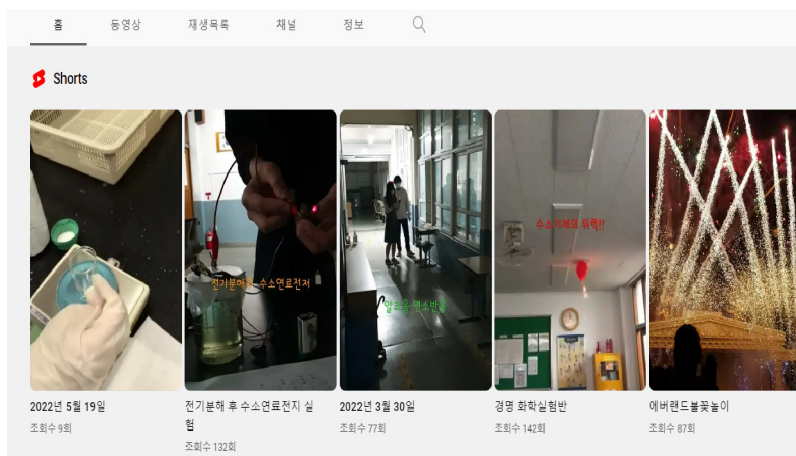 홈 동영상 재생목록 채널 정보
Shorts
전기분해 수소연료전지
알코올 연소반응
수소기체의 위력!!
2022년 5월 19일
조회수 9회
전기분해 후 수소연료전지 실
험
조회수 132회
2022년 3월 30일
조회수 77회
경명 화학실험반
조회수 142회
에버랜드불꽃놀이
조회수 87회